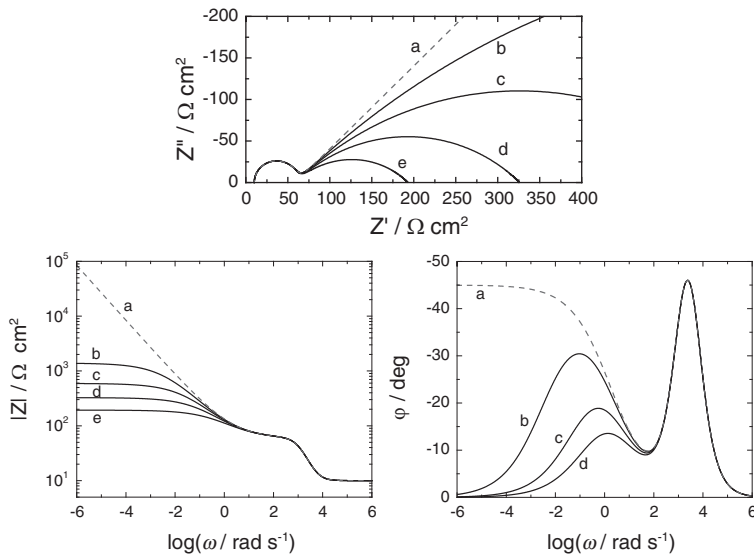 -200
-150
-100
-50
0
Z" / Ω cm²
a
b
c
d
e
0 50 100 150 200 250 300 350 400
Z' / Ω cm²
10⁵
10⁴
10³
10²
10¹
|Z| / Ω cm²
a
b
c
d
e
-6 -4 -2 0 2 4 6
log(ω / rad s⁻¹)
-50
-40
-30
-20
-10
0
φ / deg
a
b
c
d
-6 -4 -2 0 2 4 6
log(ω / rad s⁻¹)